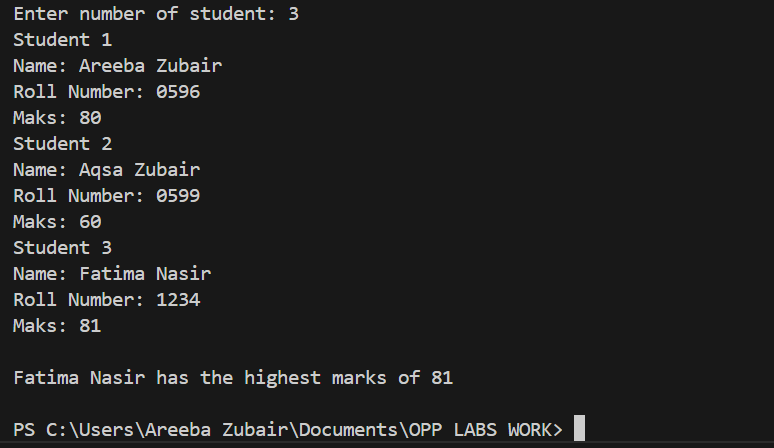 Enter number of student: 3
Student 1
Name: Areeba Zubair
Roll Number: 0596
Maks: 80
Student 2
Name: Aqsa Zubair
Roll Number: 0599
Maks: 60
Student 3
Name: Fatima Nasir
Roll Number: 1234
Maks: 81
Fatima Nasir has the highest marks of 81
PS C:\Users\Areeba Zubair\Documents\OPP LABS WORK>